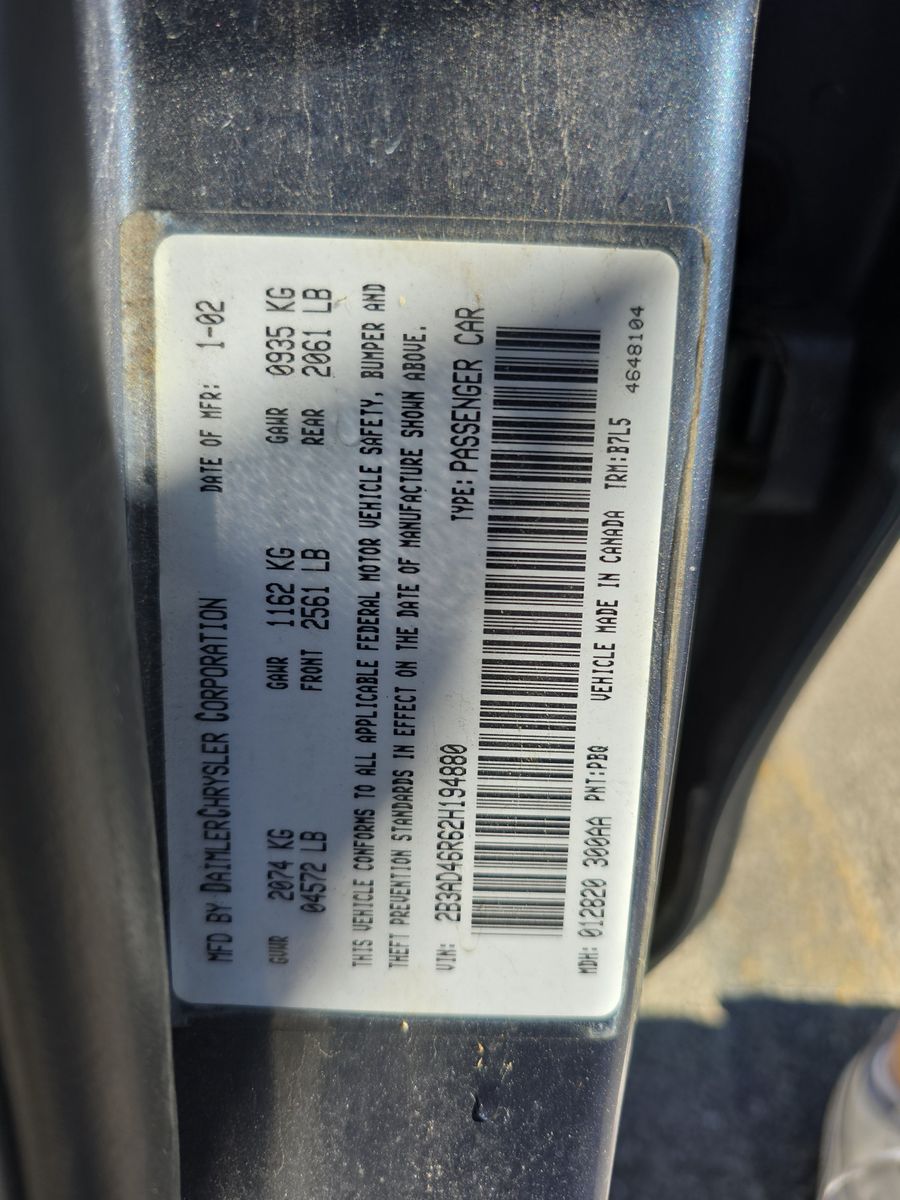 MFD BY DAIMLERCHRYSLER CORPORATION DATE OF MFR: 1-02
GVWR 2074 KG GAWR 1162 KG GAWR 0935 KG
04572 LB FRONT 2561 LB REAR 2061 LB
THIS VEHICLE CONFORMS TO ALL APPLICABLE FEDERAL MOTOR VEHICLE SAFETY, BUMPER AND
THEFT PREVENTION STANDARDS IN EFFECT ON THE DATE OF MANUFACTURE SHOWN ABOVE.
VIN: 2B3AD46R62H194880 TYPE: PASSENGER CAR
MDH: 012820 300AA PNT:PBQ VEHICLE MADE IN CANADA TRM:B7L5
4648104